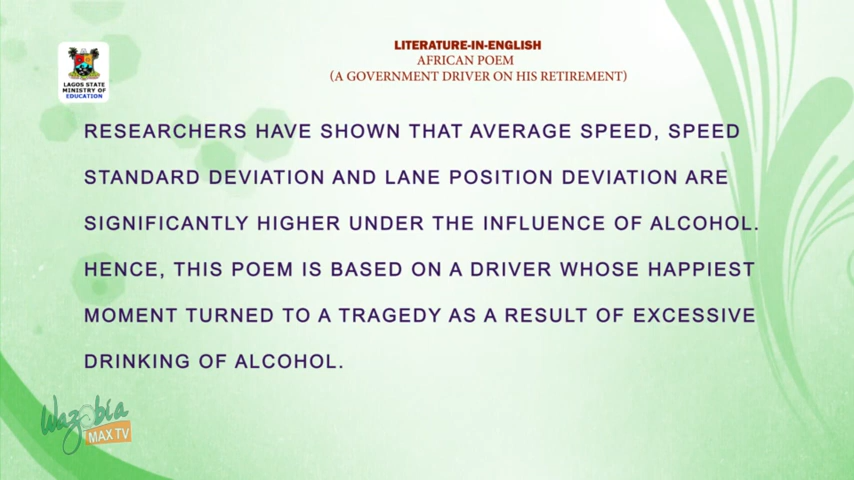 LITERATURE-IN-ENGLISH
AFRICAN POEM
(A GOVERNMENT DRIVER ON HIS RETIREMENT)
LAGOS STATE
MINISTRY OF
EDUCATION
RESEARCHERS HAVE SHOWN THAT AVERAGE SPEED, SPEED
STANDARD DEVIATION AND LANE POSITION DEVIATION ARE
SIGNIFICANTLY HIGHER UNDER THE INFLUENCE OF ALCOHOL.
HENCE, THIS POEM IS BASED ON A DRIVER WHOSE HAPPIEST
MOMENT TURNED TO A TRAGEDY AS A RESULT OF EXCESSIVE
DRINKING OF ALCOHOL.
Wazobia
MAX TV